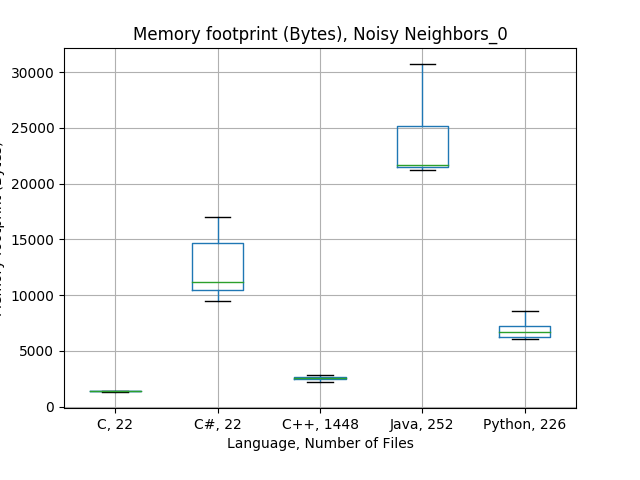 Memory footprint (Bytes), Noisy Neighbors_0
30000
25000
20000
15000
10000
5000
0
C, 22 C#, 22 C++, 1448 Java, 252 Python, 226
Language, Number of Files